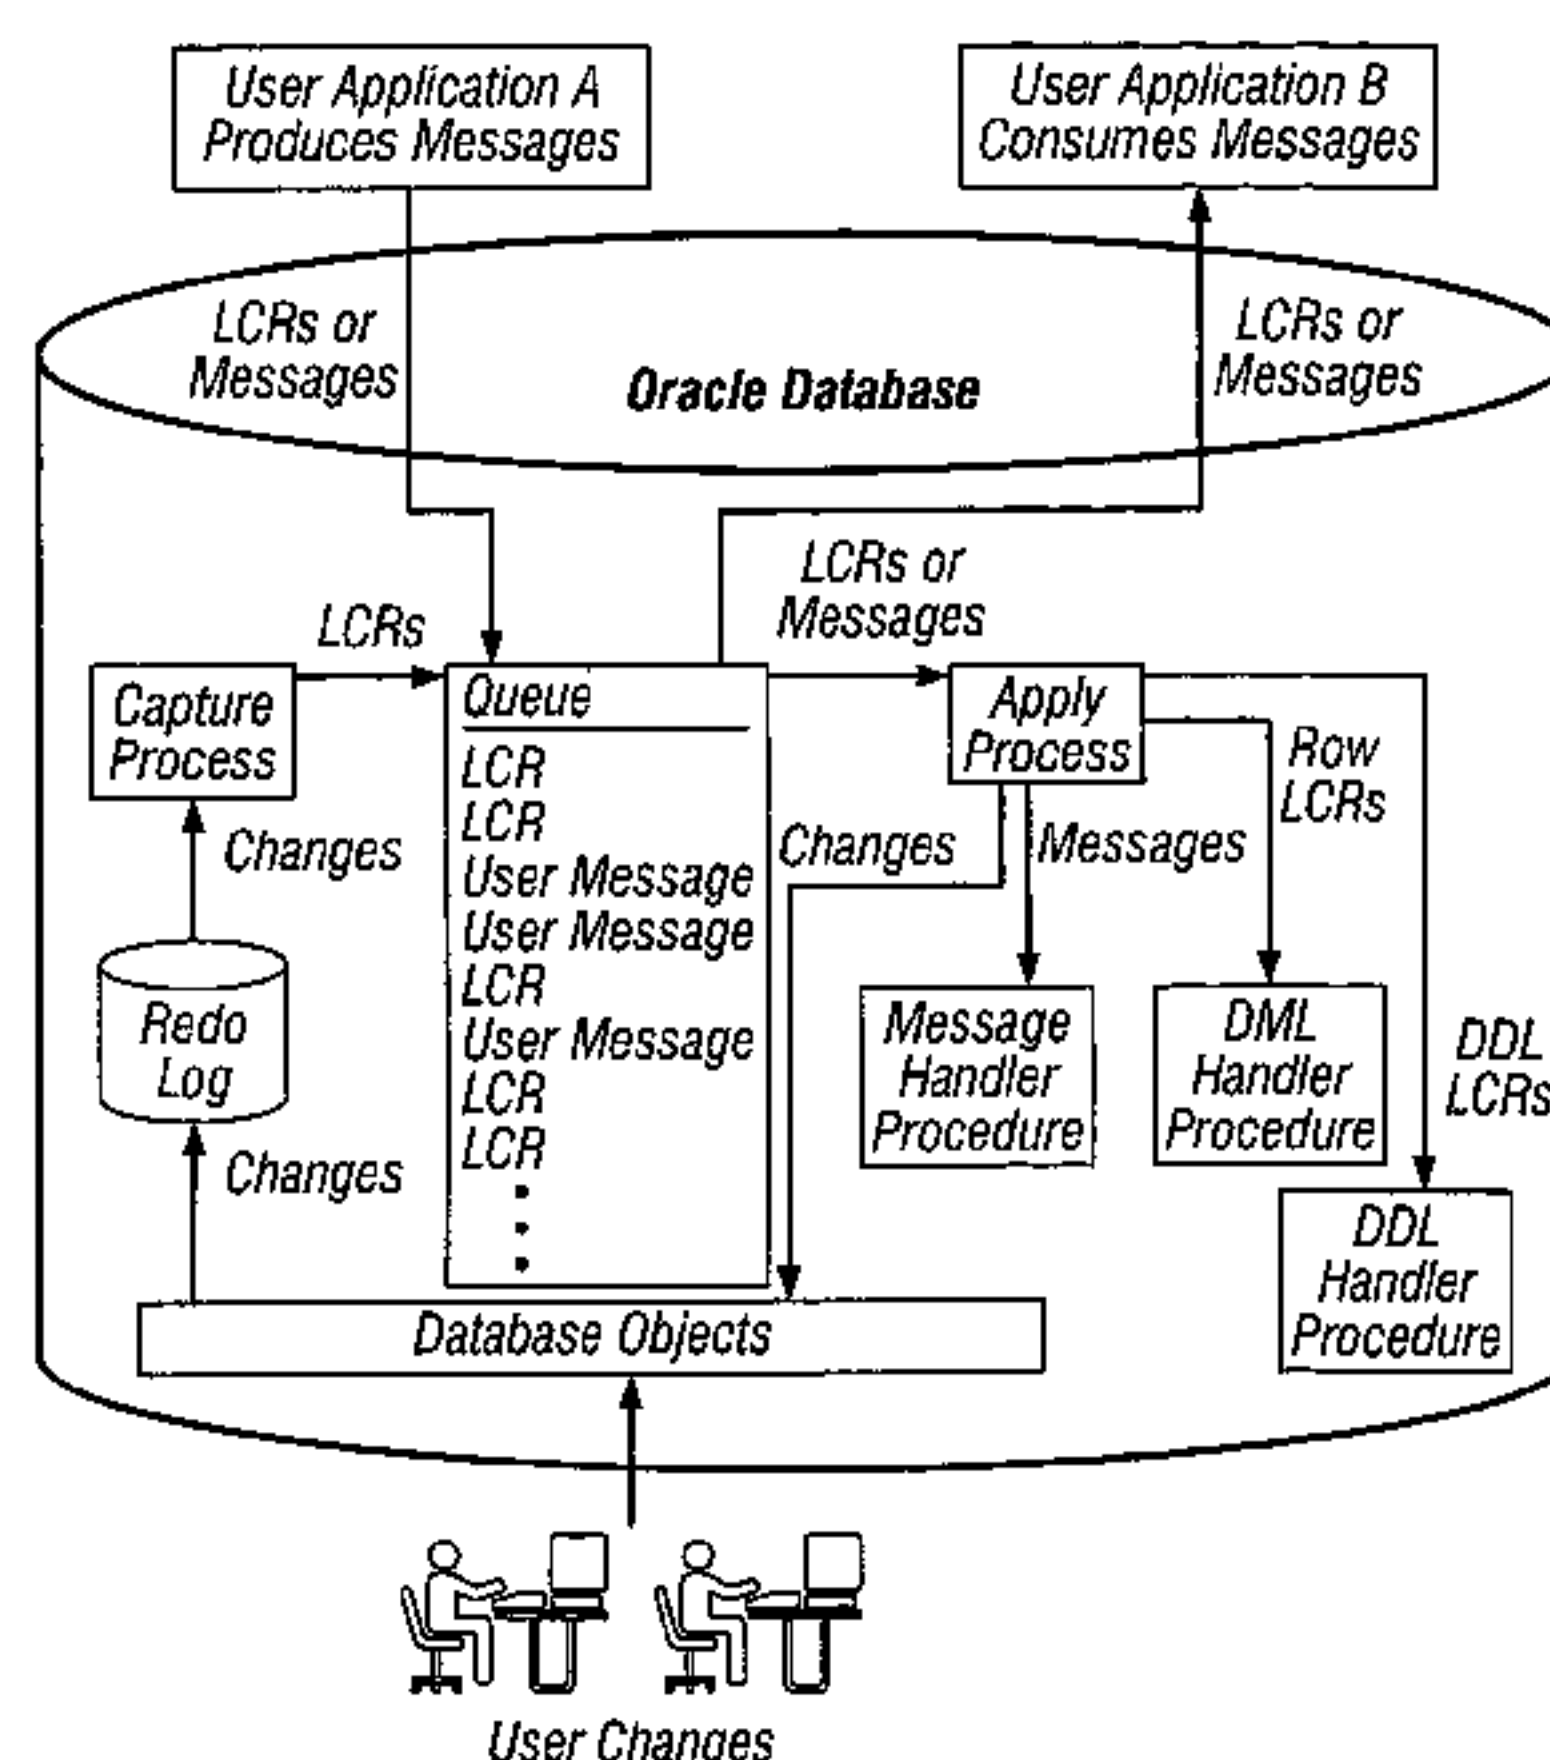 User Application A
Produces Messages
User Application B
Consumes Messages
LCRs or
Messages
Oracle Database
LCRs or
Messages
LCRs or
Messages
LCRs
Capture
Process
Queue
LCR
LCR
User Message
User Message
LCR
User Message
LCR
LCR
Apply
Process
Row
LCRs
Changes
Changes
Messages
Redo
Log
Message
Handler
Procedure
DML
Handler
Procedure
DDL
LCRs
Changes
DDL
Handler
Procedure
Database Objects
User Changes